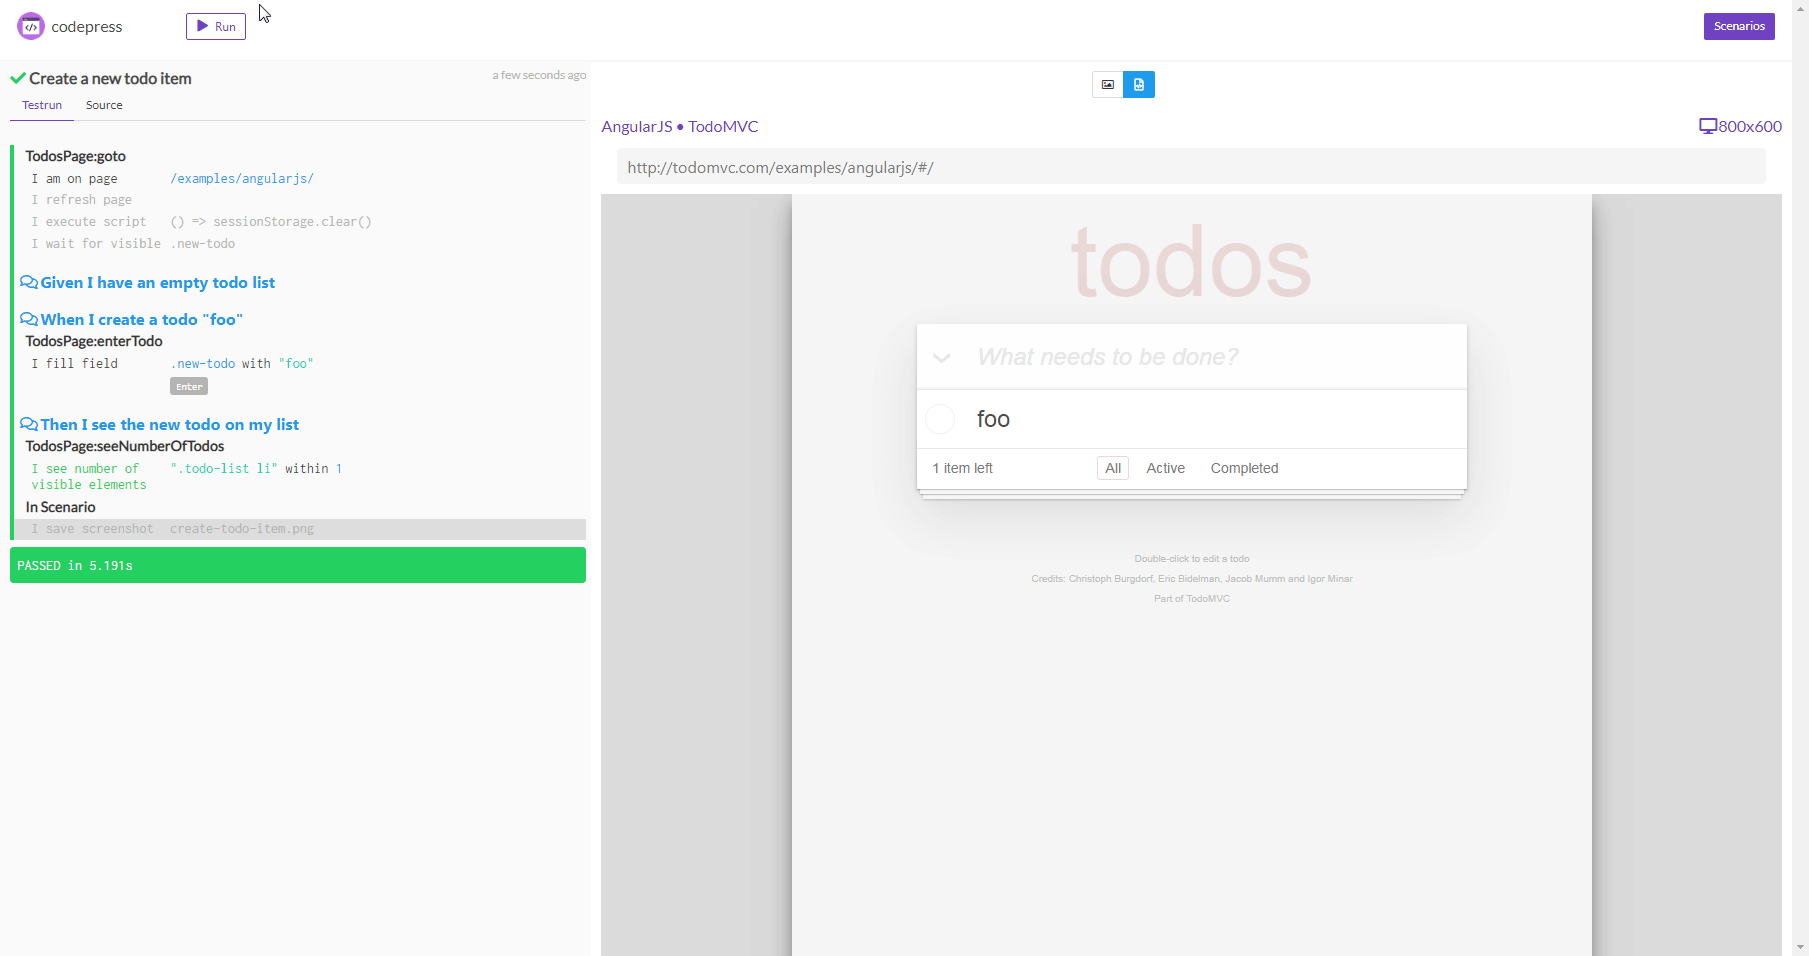 codepress
Run
Scenarios
Create a new todo item
a few seconds ago
Testrun Source
TodosPage:goto
I am on page /examples/angularjs/
I refresh page
I execute script () => sessionStorage.clear()
I wait for visible .new-todo
Given I have an empty todo list
When I create a todo "foo"
TodosPage:enterTodo
I fill field .new-todo with "foo"
Enter
Then I see the new todo on my list
TodosPage:seeNumberOfTodos
I see number of ".todo-list li" within 1
visible elements
In Scenario
I save screenshot create-todo-item.png
PASSED in 5.191s
AngularJS • TodoMVC
800x600
http://todomvc.com/examples/angularjs/#/
todos
What needs to be done?
foo
1 item left All Active Completed
Double-click to edit a todo
Credits: Christoph Burgdorf, Eric Bidelman, Jacob Mumm and Igor Minar
Part of TodoMVC